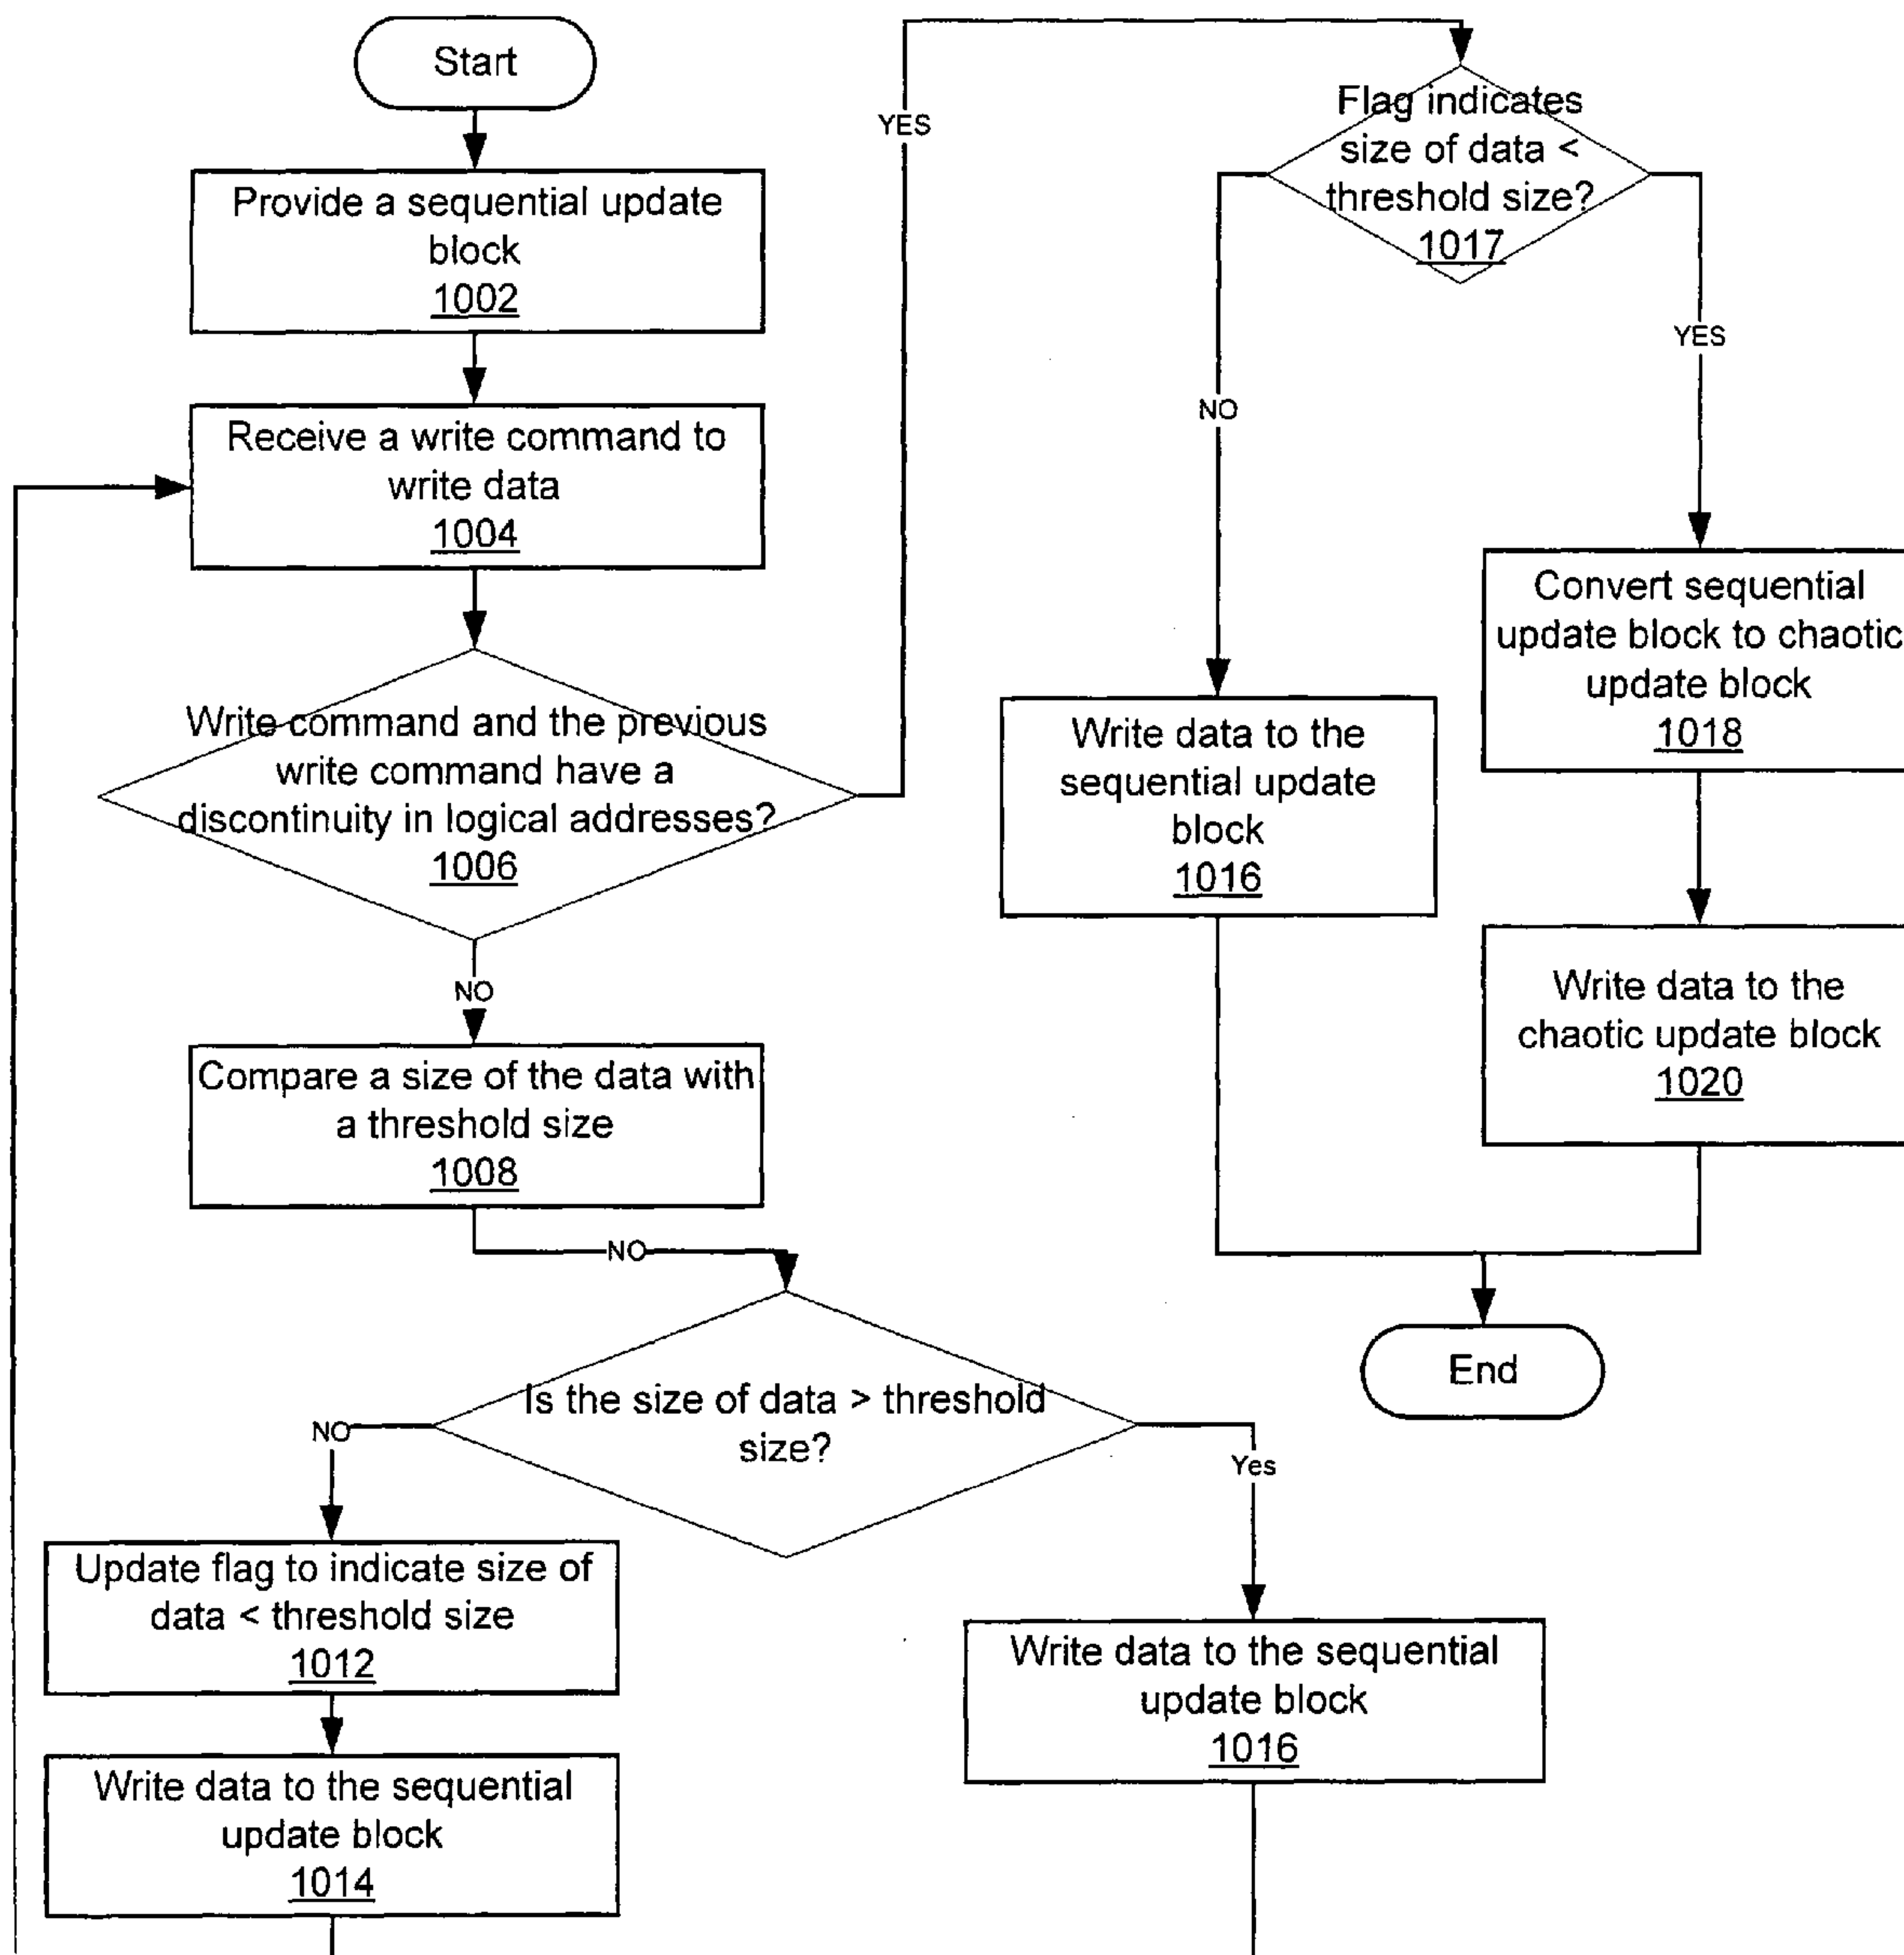 Start
Provide a sequential update
block
1002
Receive a write command to
write data
1004
Write command and the previous
write command have a
discontinuity in logical addresses?
1006
NO
YES
Compare a size of the data with
a threshold size
1008
NO
Is the size of data > threshold
size?
NO
Yes
Update flag to indicate size of
data < threshold size
1012
Write data to the sequential
update block
1014
Write data to the sequential
update block
1016
Flag indicates
size of data <
threshold size?
1017
NO
YES
Write data to the
sequential update
block
1016
Convert sequential
update block to chaotic
update block
1018
Write data to the
chaotic update block
1020
End